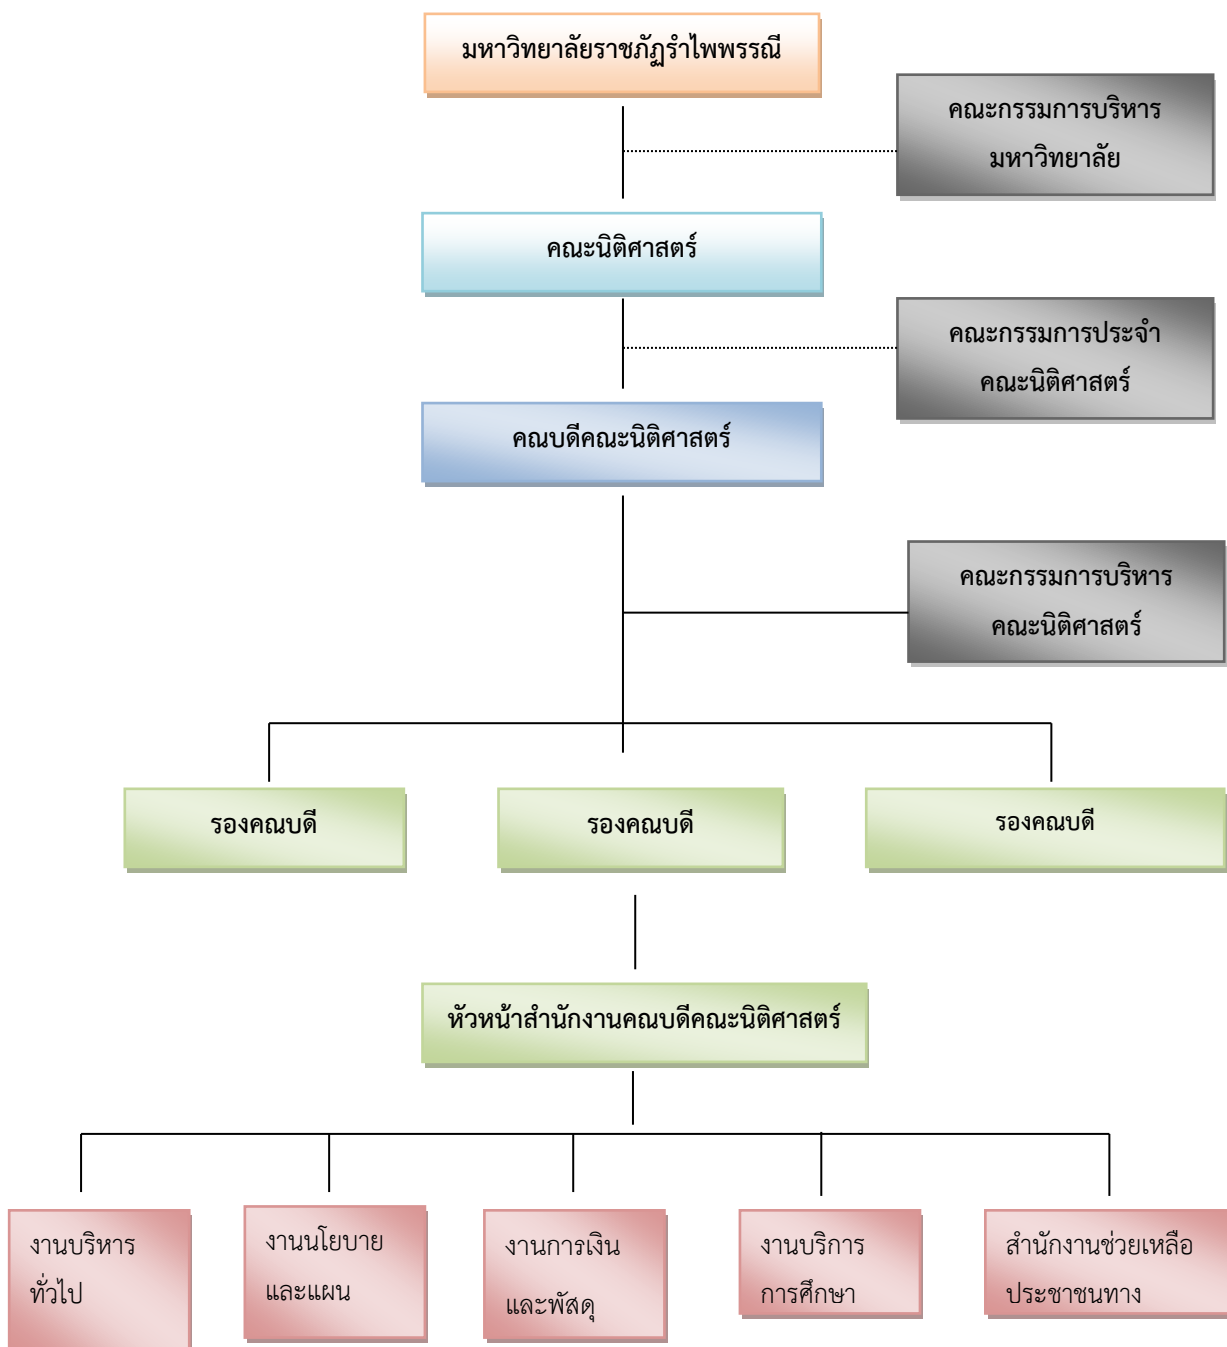 มหาวิทยาลัยราชภัฏรำไพพรรณี
คณะกรรมการบริหาร
มหาวิทยาลัย
คณะนิติศาสตร์
คณะกรรมการประจำ
คณะนิติศาสตร์
คณบดีคณะนิติศาสตร์
คณะกรรมการบริหาร
คณะนิติศาสตร์
รองคณบดี
รองคณบดี
รองคณบดี
หัวหน้าสำนักงานคณบดีคณะนิติศาสตร์
งานบริหาร
ทั่วไป
งานนโยบาย
และแผน
งานการเงิน
และพัสดุ
งานบริการ
การศึกษา
สำนักงานช่วยเหลือ
ประชาชนทาง